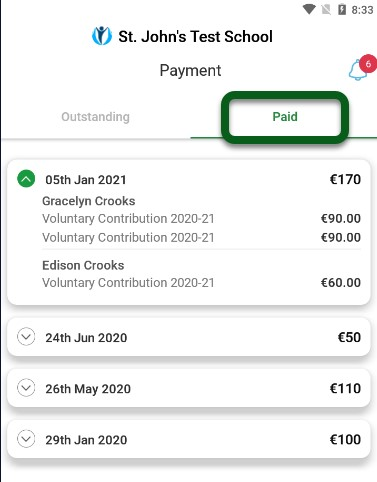 8:33
St. John's Test School
Payment
6
Outstanding
Paid
05th Jan 2021 €170
Gracelyn Crooks
Voluntary Contribution 2020-21 €90.00
Voluntary Contribution 2020-21 €90.00
Edison Crooks
Voluntary Contribution 2020-21 €60.00
24th Jun 2020 €50
26th May 2020 €110
29th Jan 2020 €100